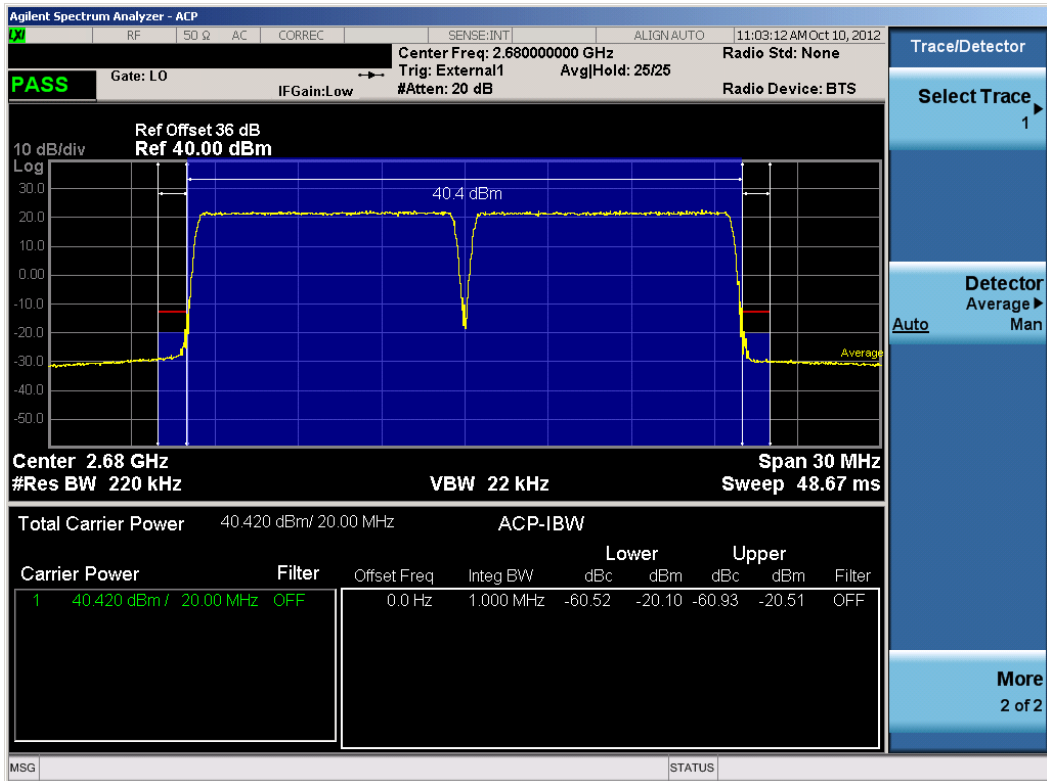 Agilent Spectrum Analyzer - ACP
LXI RF 50 Ω AC CORREC SENSE:INT ALIGN AUTO 11:03:12 AM Oct 10, 2012
Center Freq: 2.680000000 GHz Radio Std: None
PASS Gate: LO Trig: External1 Avg|Hold: 25/25
IFGain:Low #Atten: 20 dB Radio Device: BTS
Ref Offset 36 dB
10 dB/div Ref 40.00 dBm
Log
30.0
40.4 dBm
20.0
10.0
0.00
-10.0
-20.0
-30.0
Average
-40.0
-50.0
Center 2.68 GHz Span 30 MHz
#Res BW 220 kHz VBW 22 kHz Sweep 48.67 ms
Total Carrier Power 40.420 dBm/ 20.00 MHz ACP-IBW
Lower Upper
Carrier Power Filter Offset Freq Integ BW dBc dBm dBc dBm Filter
1 40.420 dBm / 20.00 MHz OFF 0.0 Hz 1.000 MHz -60.52 -20.10 -60.93 -20.51 OFF
MSG STATUS
Trace/Detector
Select Trace
1
Detector
Average
Auto Man
More
2 of 2